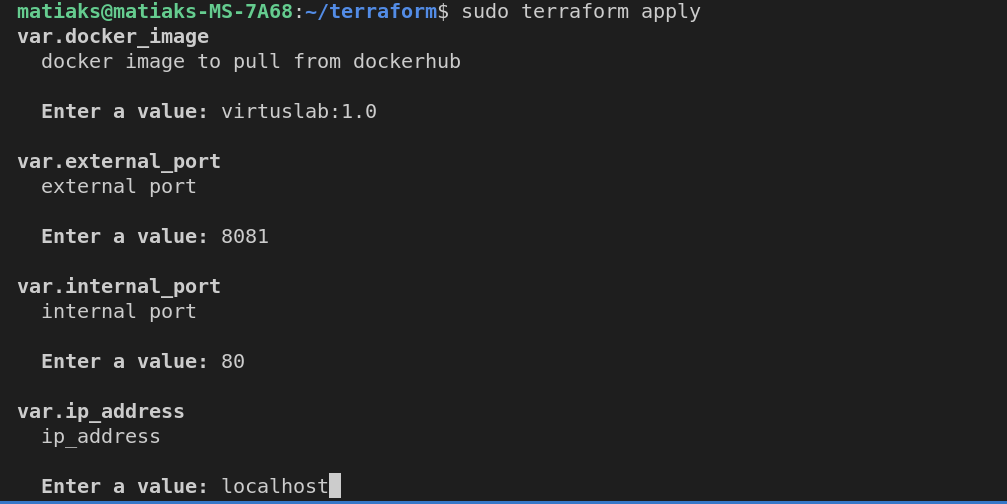 matiaks@matiaks-MS-7A68:~/terraform$ sudo terraform apply
var.docker_image
  docker image to pull from dockerhub

  Enter a value: virtuslab:1.0

var.external_port
  external port

  Enter a value: 8081

var.internal_port
  internal port

  Enter a value: 80

var.ip_address
  ip_address

  Enter a value: localhost